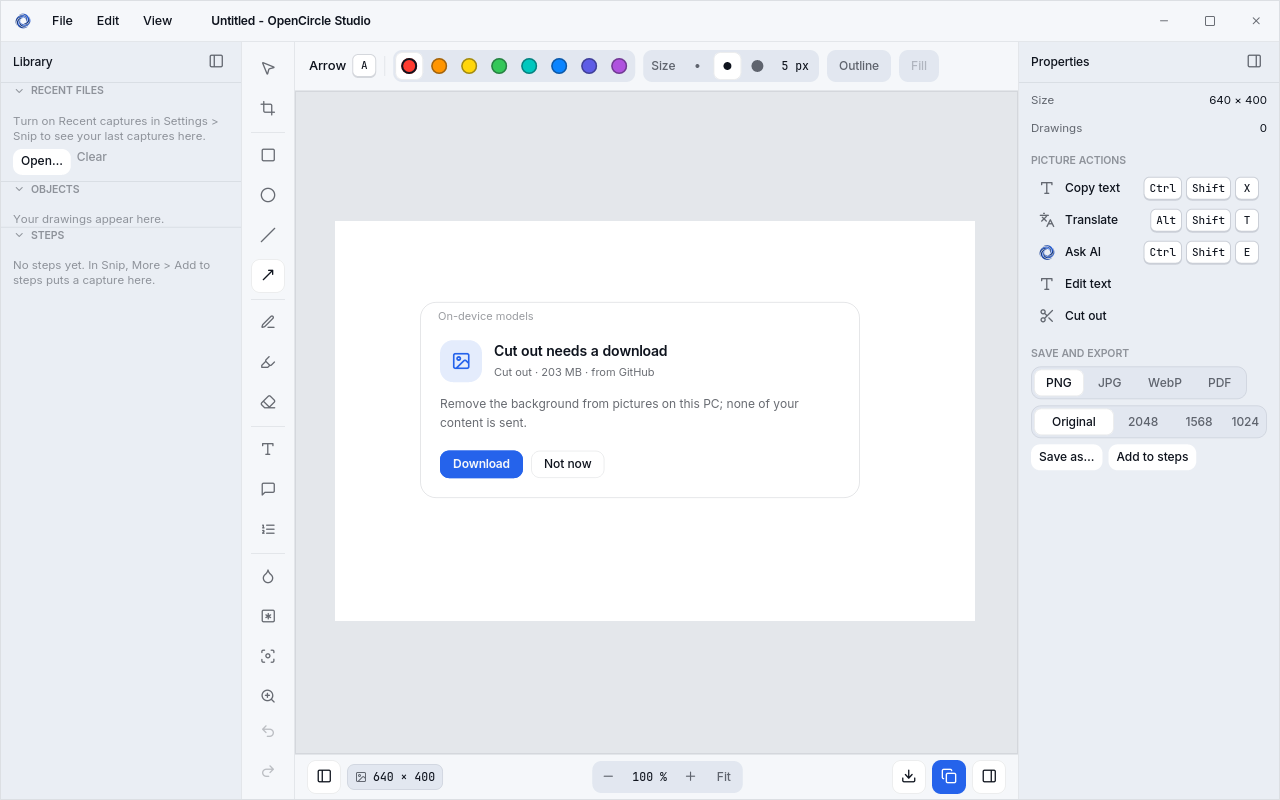 File Edit View Untitled - OpenCircle Studio
Library
RECENT FILES
Turn on Recent captures in Settings >
Snip to see your last captures here.
Open... Clear
OBJECTS
Your drawings appear here.
STEPS
No steps yet. In Snip, More > Add to
steps puts a capture here.
Arrow A Size 5 px Outline Fill
On-device models
Cut out needs a download
Cut out · 203 MB · from GitHub
Remove the background from pictures on this PC; none of your
content is sent.
Download Not now
640 × 400 100 % Fit
Properties
Size 640 × 400
Drawings 0
PICTURE ACTIONS
Copy text Ctrl Shift X
Translate Alt Shift T
Ask AI Ctrl Shift E
Edit text
Cut out
SAVE AND EXPORT
PNG JPG WebP PDF
Original 2048 1568 1024
Save as... Add to steps